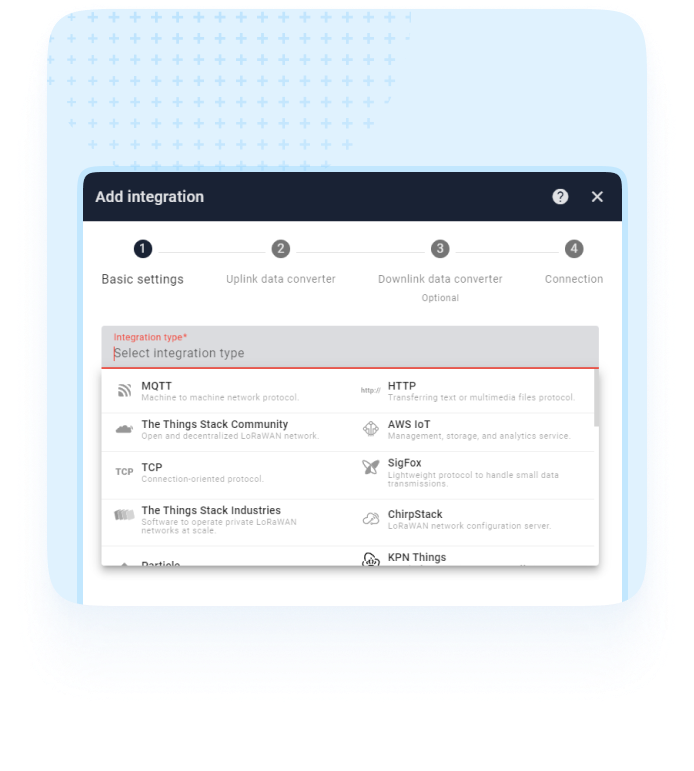 Add integration
?
1
2
3
4
Basic settings
Uplink data converter
Downlink data converter
Connection
Optional
Integration type*
Select integration type
MQTT
Machine to machine network protocol.
http://
HTTP
Transferring text or multimedia files protocol.
The Things Stack Community
Open and decentralized LoRaWAN network.
AWS IoT
Management, storage, and analytics service.
TCP
TCP
Connection-oriented protocol.
SigFox
Lightweight protocol to handle small data
transmissions.
The Things Stack Industries
Software to operate private LoRaWAN
networks at scale.
ChirpStack
LoRaWAN network configuration server.
Particle
KPN Things